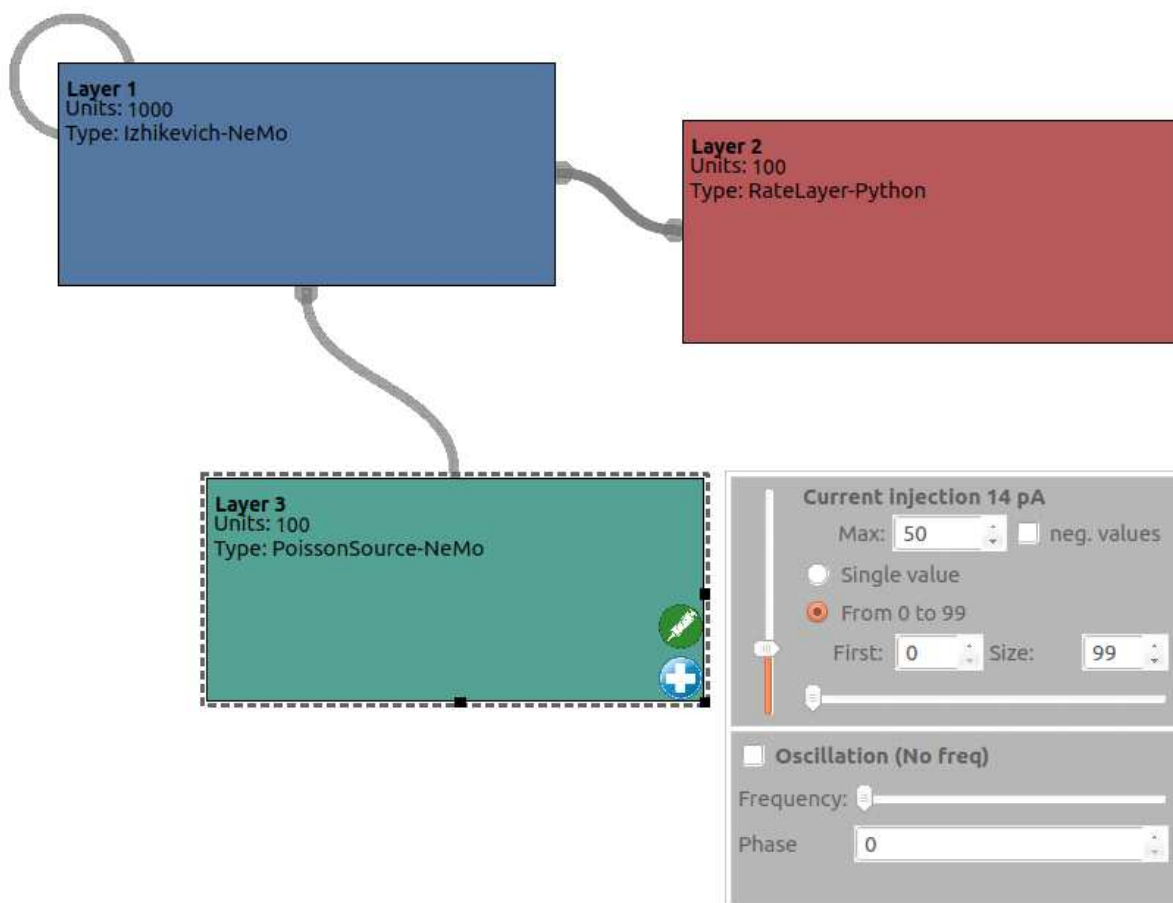 Layer 1
Units: 1000
Type: Izhikevich-NeMo
Layer 2
Units: 100
Type: RateLayer-Python
Layer 3
Units: 100
Type: PoissonSource-NeMo
Current injection 14 pA
Max: 50 neg. values
Single value
From 0 to 99
First: 0 Size: 99
Oscillation (No freq)
Frequency:
Phase 0